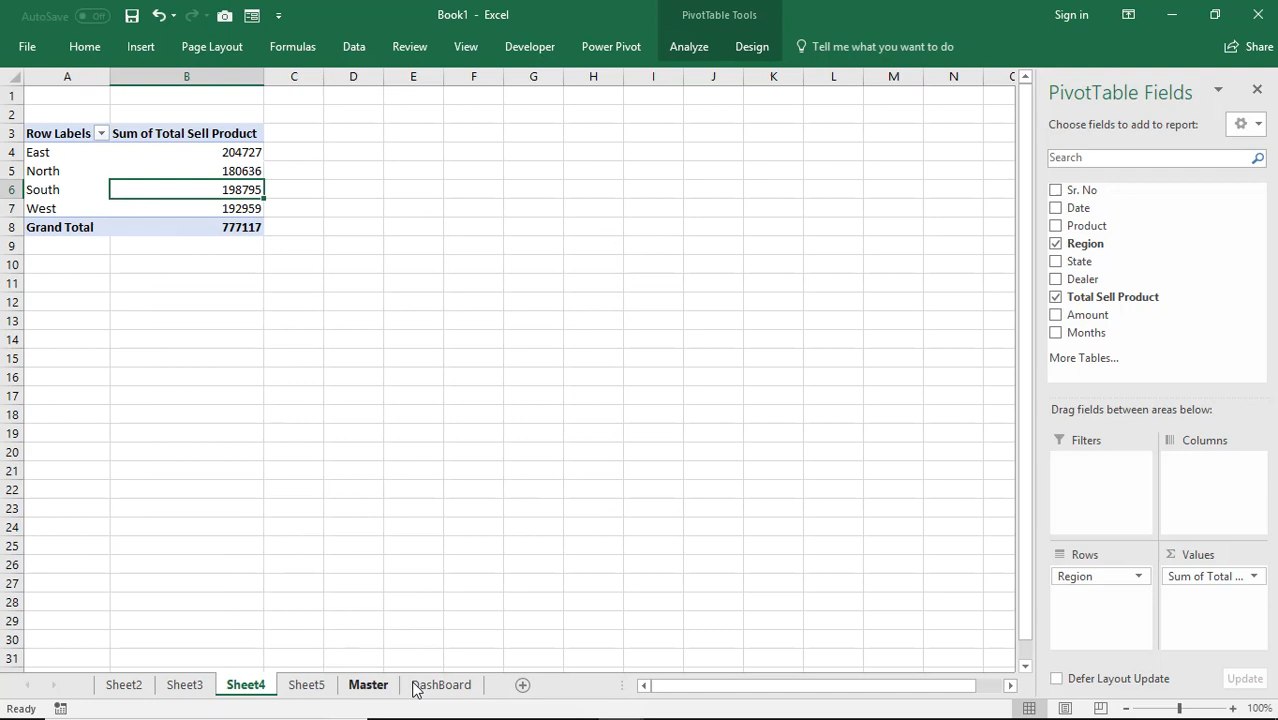 AutoSave Off
Book1 - Excel
PivotTable Tools
Sign in
File Home Insert Page Layout Formulas Data Review View Developer Power Pivot Analyze Design Tell me what you want to do Share
A B C D E F G H I J K L M N
1
2
3 Row Labels Sum of Total Sell Product
4 East 204727
5 North 180636
6 South 198795
7 West 192959
8 Grand Total 777117
9
10
11
12
13
14
15
16
17
18
19
20
21
22
23
24
25
26
27
28
29
30
31
PivotTable Fields
Choose fields to add to report:
Search
Sr. No
Date
Product
Region
State
Dealer
Total Sell Product
Amount
Months
More Tables...
Drag fields between areas below:
Filters Columns
Rows Σ Values
Region Sum of Total ...
Defer Layout Update Update
Sheet2 Sheet3 Sheet4 Sheet5 Master DashBoard
Ready
100%